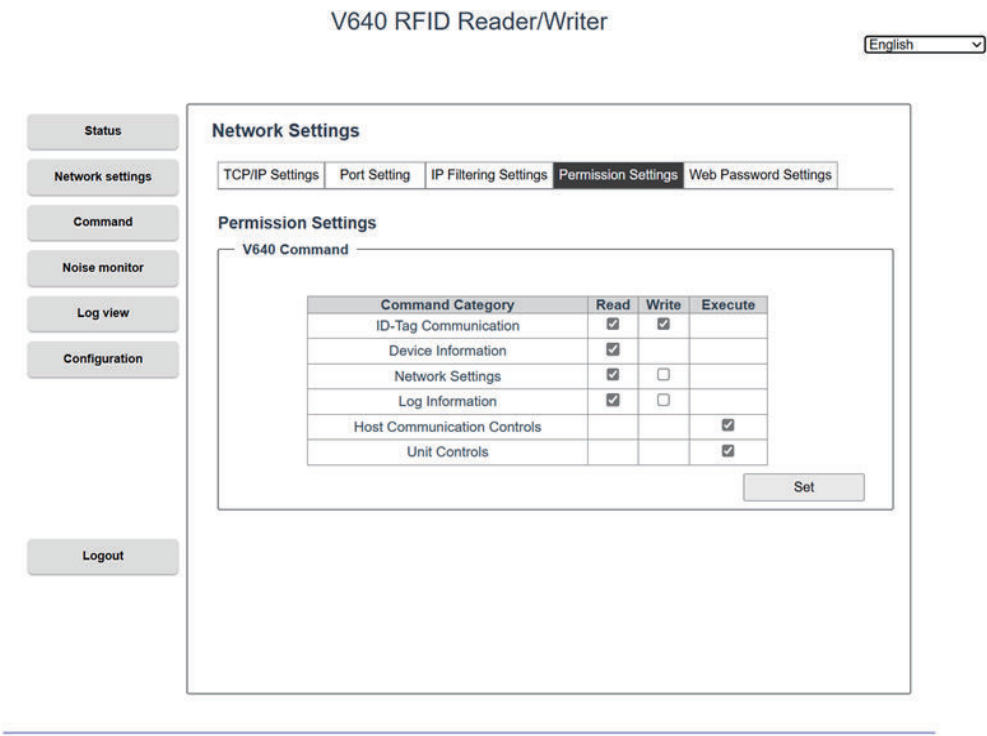 V640 RFID Reader/Writer
English
Status
Network settings
Command
Noise monitor
Log view
Configuration
Logout
Network Settings
TCP/IP Settings Port Setting IP Filtering Settings Permission Settings Web Password Settings
Permission Settings
V640 Command
Command Category Read Write Execute
ID-Tag Communication
Device Information
Network Settings
Log Information
Host Communication Controls
Unit Controls
Set